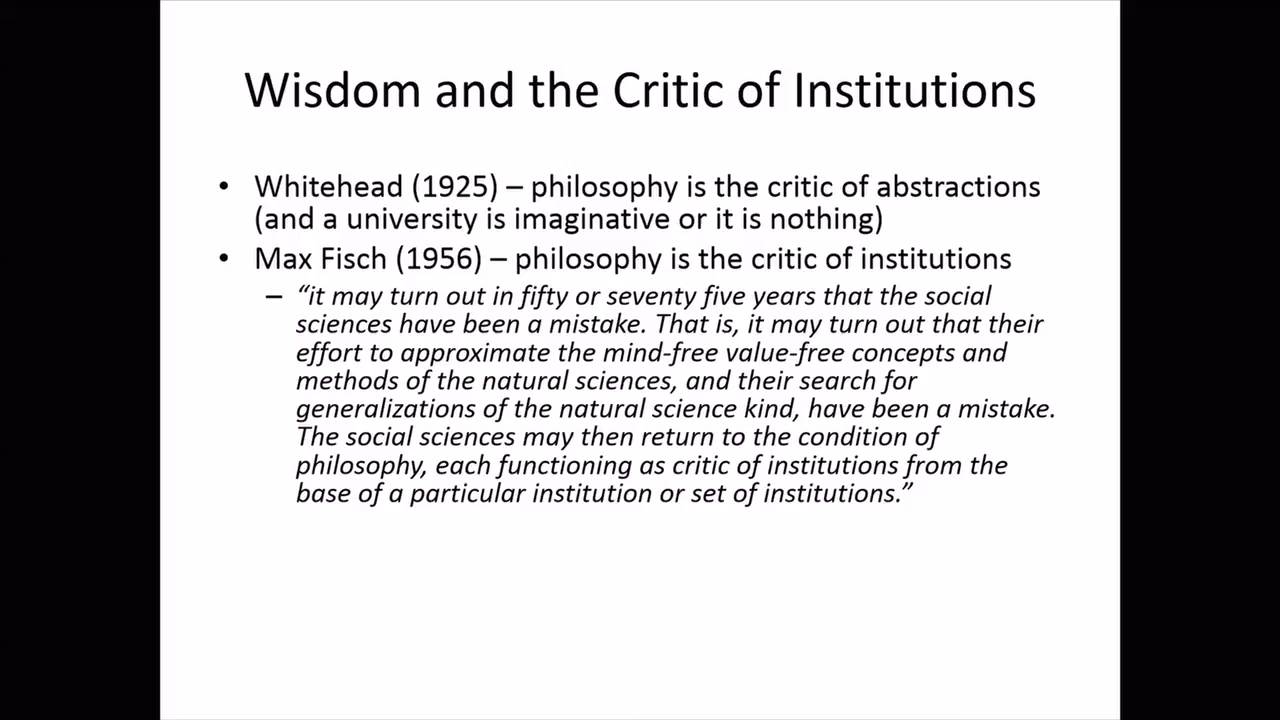 Wisdom and the Critic of Institutions
• Whitehead (1925) – philosophy is the critic of abstractions
(and a university is imaginative or it is nothing)
• Max Fisch (1956) – philosophy is the critic of institutions
– “it may turn out in fifty or seventy five years that the social
sciences have been a mistake. That is, it may turn out that their
effort to approximate the mind-free value-free concepts and
methods of the natural sciences, and their search for
generalizations of the natural science kind, have been a mistake.
The social sciences may then return to the condition of
philosophy, each functioning as critic of institutions from the
base of a particular institution or set of institutions.”